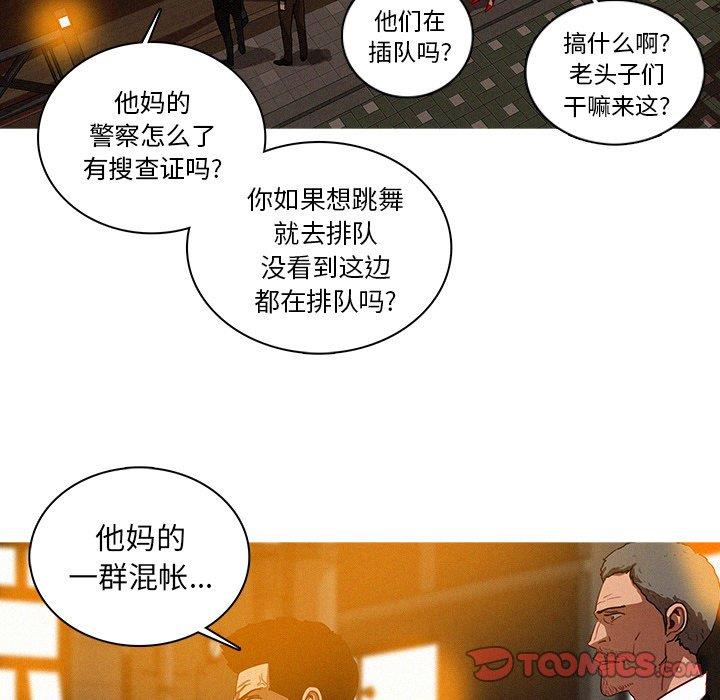 他们在
插队吗?
搞什么啊?
老头子们
干嘛来这?
他妈的
警察怎么了
有搜查证吗?
你如果想跳舞
就去排队
没看到这边
都在排队吗?
他妈的
一群混帐...
TOOMICS.com